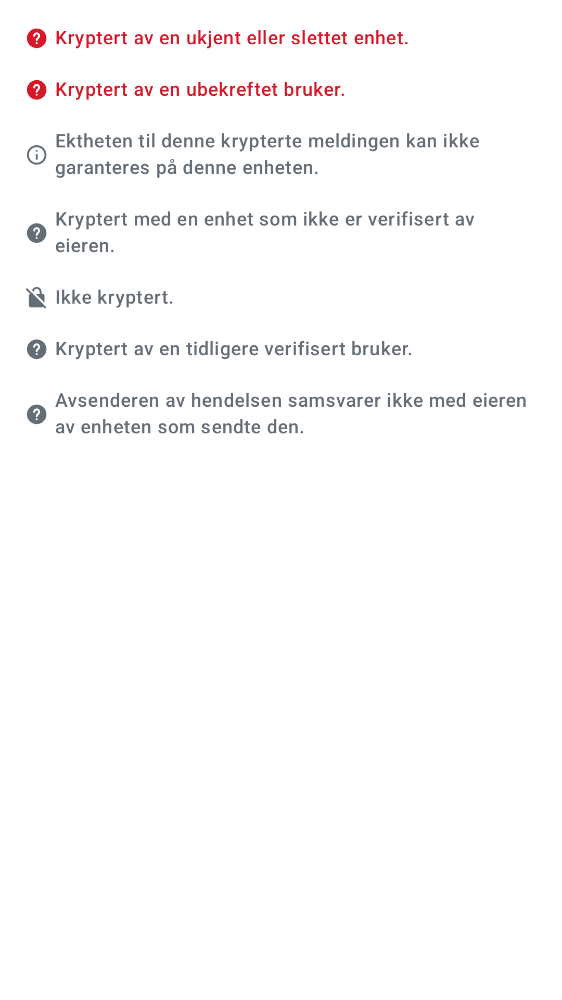 Kryptert av en ukjent eller slettet enhet.
Kryptert av en ubekreftet bruker.
Ektheten til denne krypterte meldingen kan ikke
garanteres på denne enheten.
Kryptert med en enhet som ikke er verifisert av
eieren.
Ikke kryptert.
Kryptert av en tidligere verifisert bruker.
Avsenderen av hendelsen samsvarer ikke med eieren
av enheten som sendte den.